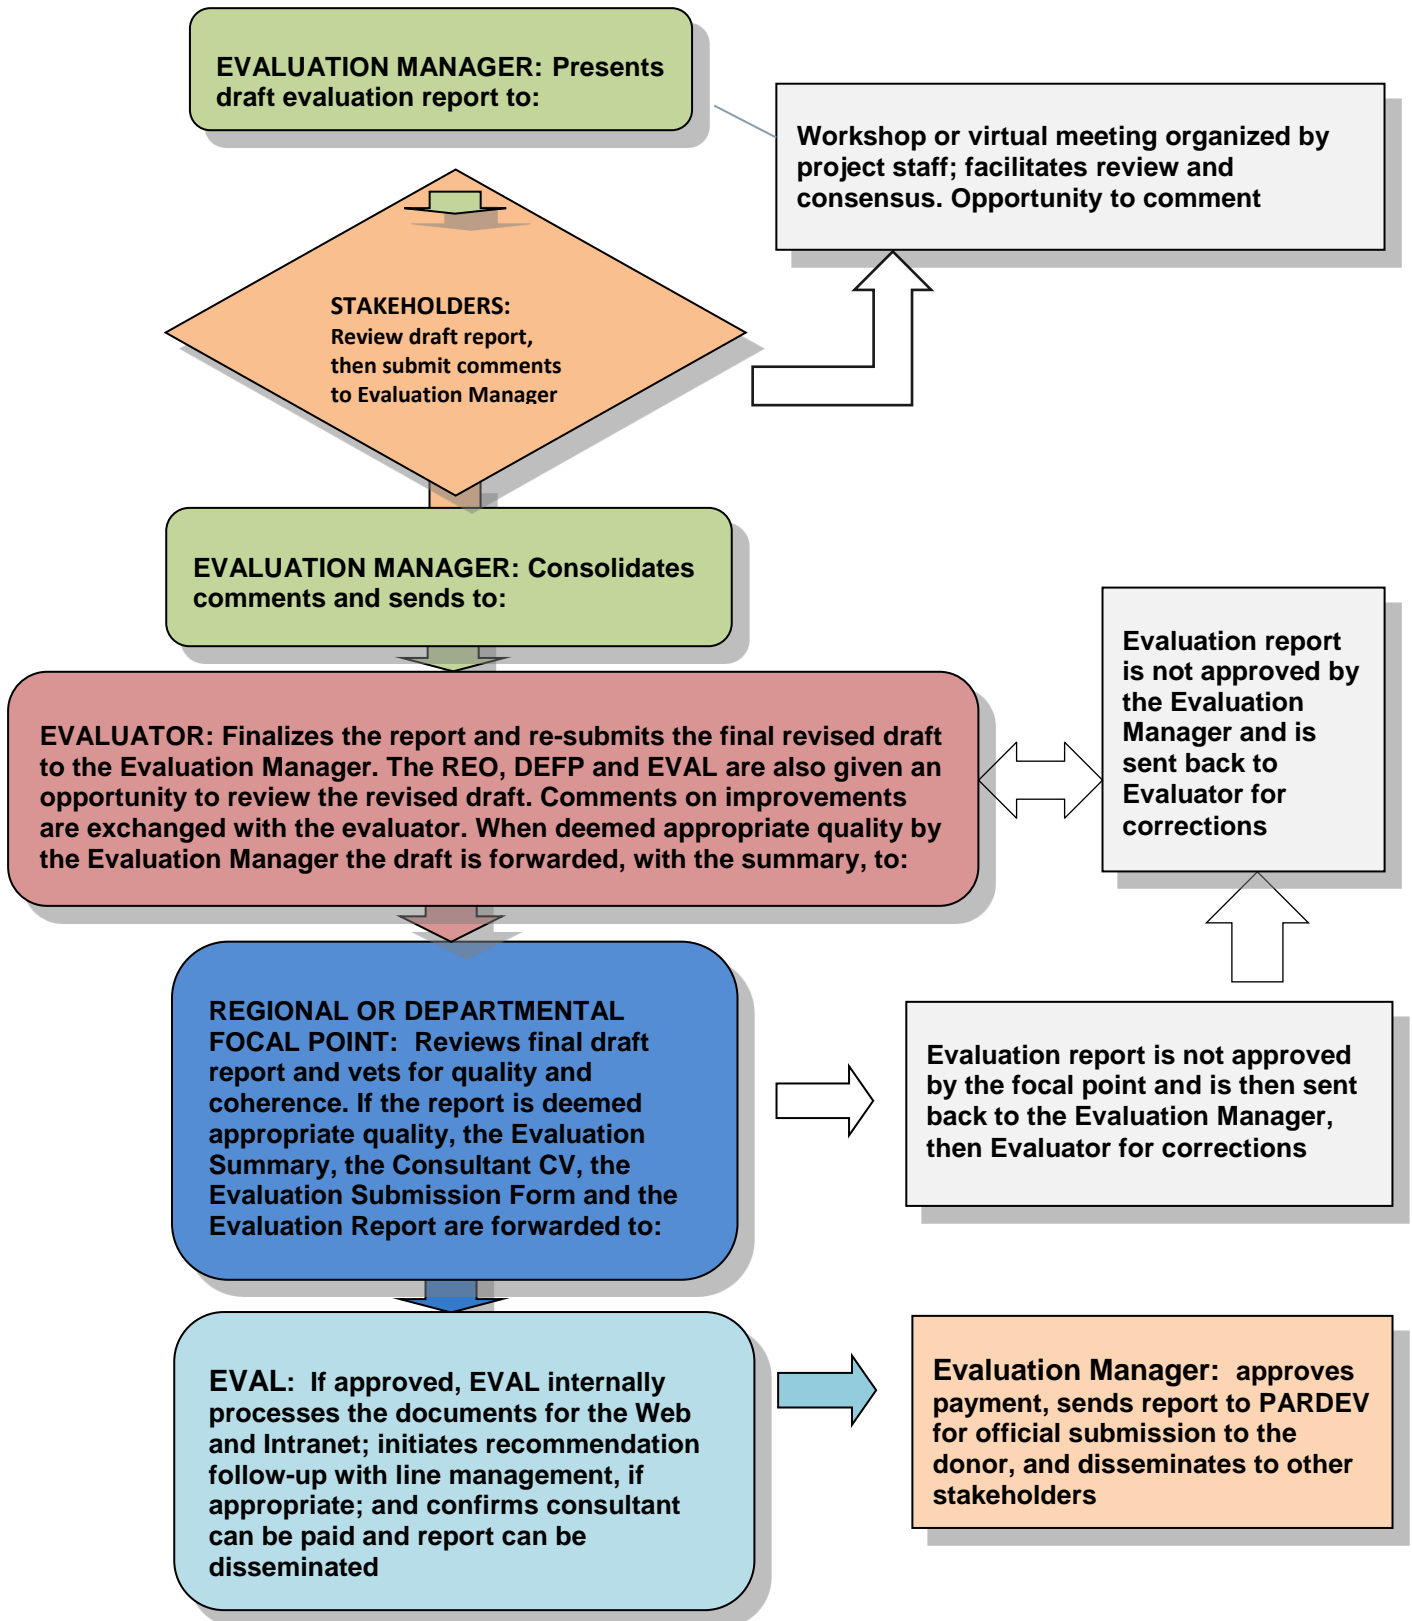 EVALUATION MANAGER: Presents
draft evaluation report to:
Workshop or virtual meeting organized by
project staff; facilitates review and
consensus. Opportunity to comment
STAKEHOLDERS:
Review draft report,
then submit comments
to Evaluation Manager
EVALUATION MANAGER: Consolidates
comments and sends to:
Evaluation report
is not approved by
the Evaluation
Manager and is
sent back to
Evaluator for
corrections
EVALUATOR: Finalizes the report and re-submits the final revised draft
to the Evaluation Manager. The REO, DEFP and EVAL are also given an
opportunity to review the revised draft. Comments on improvements
are exchanged with the evaluator. When deemed appropriate quality by
the Evaluation Manager the draft is forwarded, with the summary, to:
REGIONAL OR DEPARTMENTAL
FOCAL POINT: Reviews final draft
report and vets for quality and
coherence. If the report is deemed
appropriate quality, the Evaluation
Summary, the Consultant CV, the
Evaluation Submission Form and the
Evaluation Report are forwarded to:
Evaluation report is not approved
by the focal point and is then sent
back to the Evaluation Manager,
then Evaluator for corrections
EVAL: If approved, EVAL internally
processes the documents for the Web
and Intranet; initiates recommendation
follow-up with line management, if
appropriate; and confirms consultant
can be paid and report can be
disseminated
Evaluation Manager: approves
payment, sends report to PARDEV
for official submission to the
donor, and disseminates to other
stakeholders